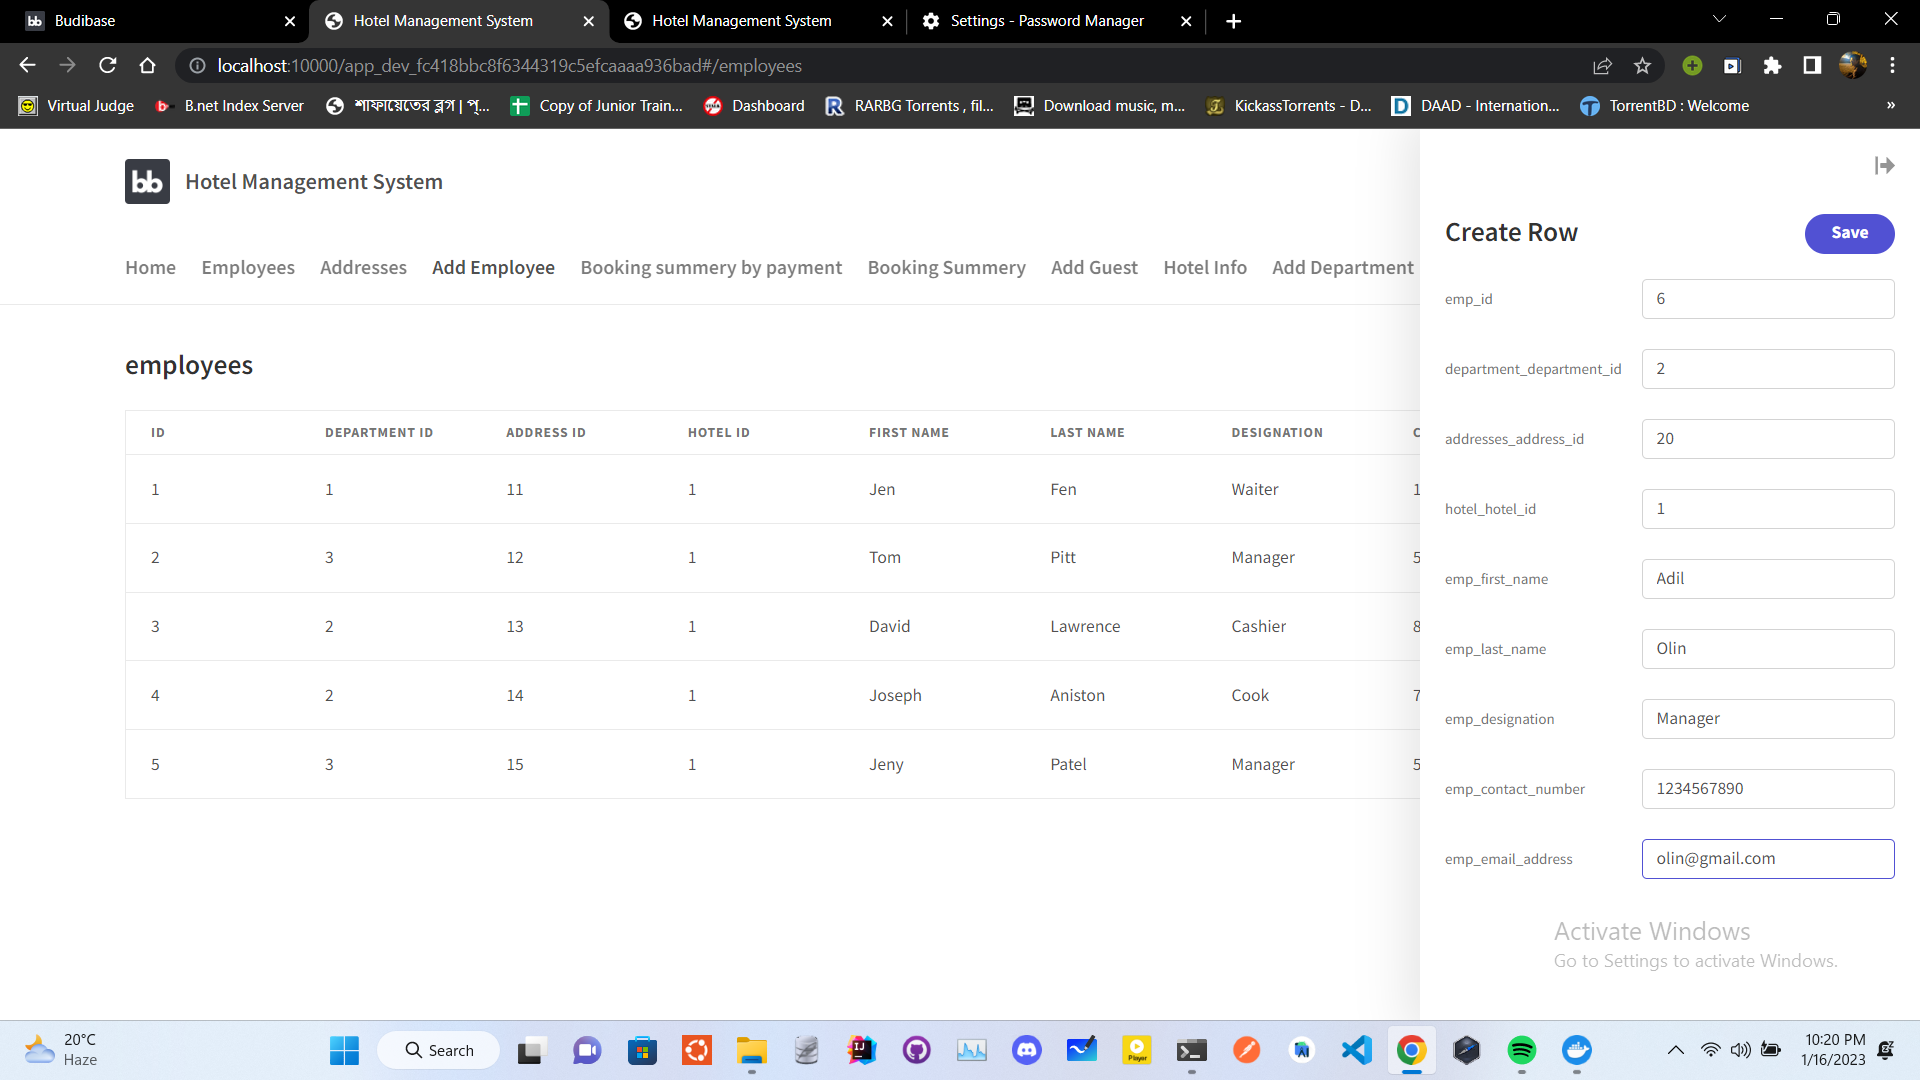 Budibase
Hotel Management System
Hotel Management System
Settings - Password Manager
localhost:10000/app_dev_fc418bbc8f6344319c5efcaaaa936bad#/employees
Virtual Judge
B.net Index Server
শাফায়েতের ব্লগ | প্...
Copy of Junior Train...
Dashboard
RARBG Torrents , fil...
Download music, m...
KickassTorrents - D...
DAAD - Internation...
TorrentBD : Welcome
»
bb Hotel Management System
Home Employees Addresses Add Employee Booking summery by payment Booking Summery Add Guest Hotel Info Add Department
employees
ID DEPARTMENT ID ADDRESS ID HOTEL ID FIRST NAME LAST NAME DESIGNATION C
1 1 11 1 Jen Fen Waiter 1
2 3 12 1 Tom Pitt Manager 5
3 2 13 1 David Lawrence Cashier 8
4 2 14 1 Joseph Aniston Cook 7
5 3 15 1 Jeny Patel Manager 5
Create Row
Save
emp_id 6
department_department_id 2
addresses_address_id 20
hotel_hotel_id 1
emp_first_name Adil
emp_last_name Olin
emp_designation Manager
emp_contact_number 1234567890
emp_email_address olin@gmail.com
Activate Windows
Go to Settings to activate Windows.
20°C
Haze
Search
10:20 PM
1/16/2023